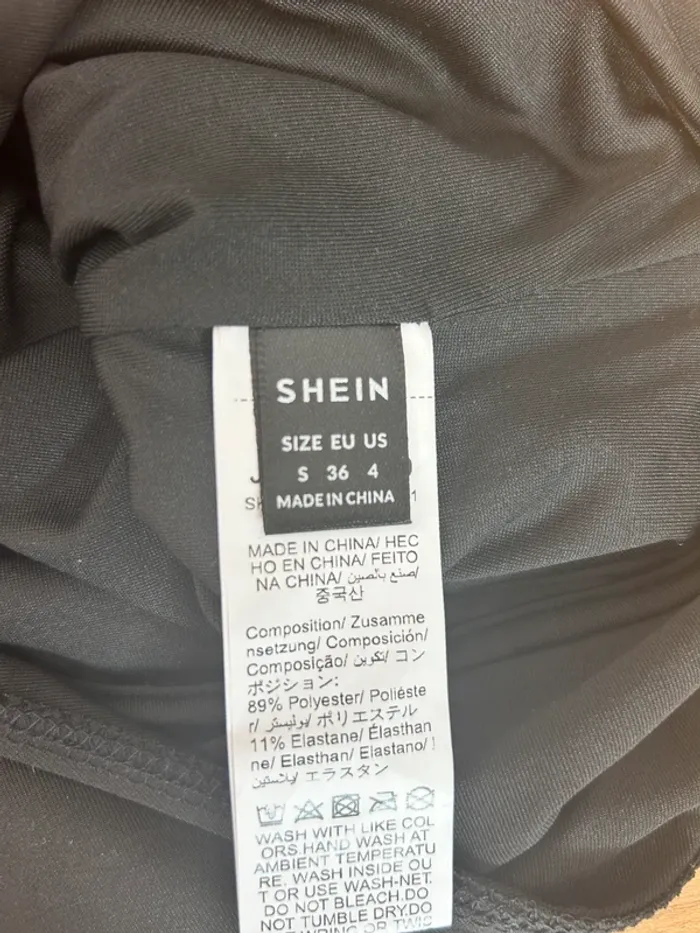 SHEIN
SIZE EU US
S 36 4
MADE IN CHINA
MADE IN CHINA/ HEC
HO EN CHINA/ FEITO
NA CHINA/ صنع بالصين/
중국산
Composition/ Zusamme
nsetzung/ Composición/
Composição/ تكوين/ コン
ポジション:
89% Polyester/ Poliéste
r/ بوليستر/ ポリエステル
11% Elastane/ Élasthan
ne/ Elasthan/ Elastano/
إيلاستين/ エラスタン
WASH WITH LIKE COL
ORS.HAND WASH AT
AMBIENT TEMPERATU
RE. WASH INSIDE OU
T OR USE WASH-NET.
DO NOT BLEACH.DO
NOT TUMBLE DRY.DO
OR TWIS